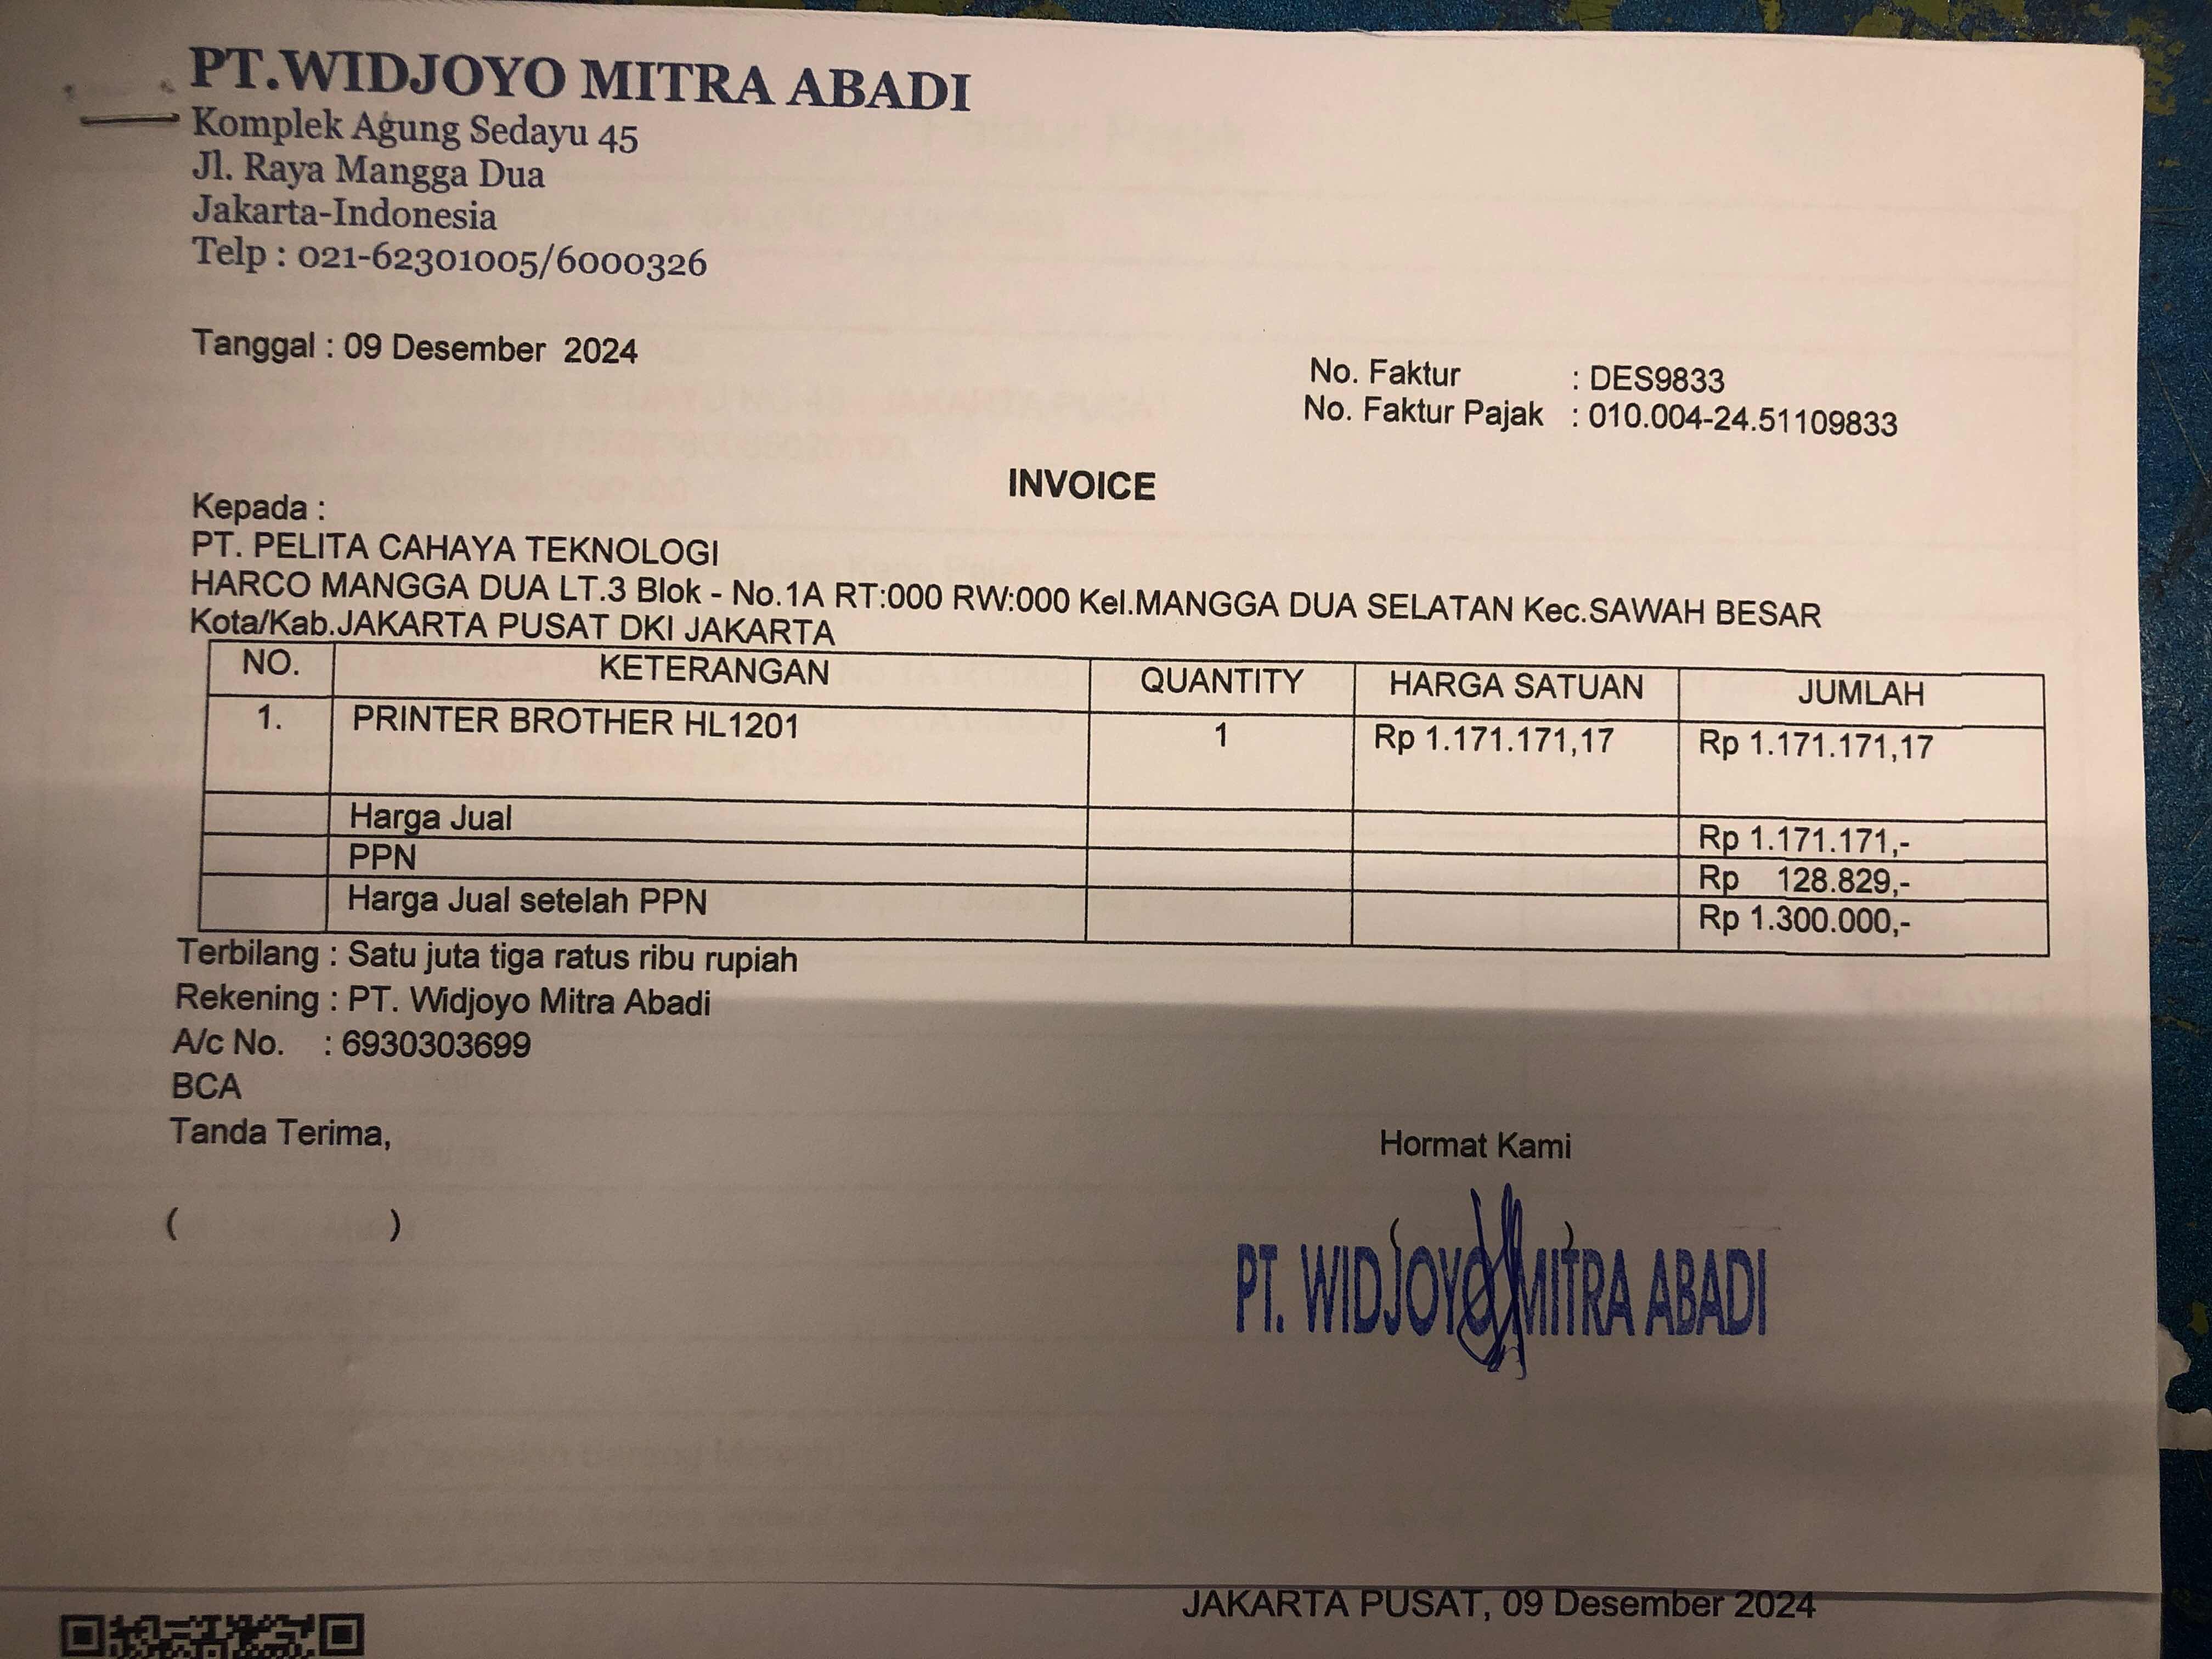 PT.WIDJOYO MITRA ABADI
Komplek Agung Sedayu 45
Jl. Raya Mangga Dua
Jakarta-Indonesia
Telp : 021-62301005/6000326
Tanggal : 09 Desember 2024
No. Faktur : DES9833
No. Faktur Pajak : 010.004-24.51109833
INVOICE
Kepada :
PT. PELITA CAHAYA TEKNOLOGI
HARCO MANGGA DUA LT.3 Blok - No.1A RT:000 RW:000 Kel.MANGGA DUA SELATAN Kec.SAWAH BESAR
Kota/Kab.JAKARTA PUSAT DKI JAKARTA
NO. KETERANGAN QUANTITY HARGA SATUAN JUMLAH
1. PRINTER BROTHER HL1201 1 Rp 1.171.171,17 Rp 1.171.171,17
Harga Jual Rp 1.171.171,-
PPN Rp 128.829,-
Harga Jual setelah PPN Rp 1.300.000,-
Terbilang : Satu juta tiga ratus ribu rupiah
Rekening : PT. Widjoyo Mitra Abadi
A/c No. : 6930303699
BCA
Tanda Terima,
Hormat Kami
( )
( )
PT. WIDJOYO MITRA ABADI
JAKARTA PUSAT, 09 Desember 2024